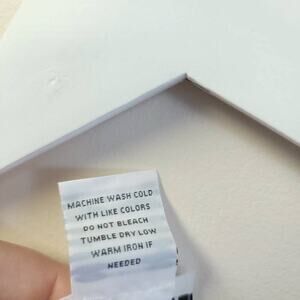 MACHINE WASH COLD
WITH LIKE COLORS
DO NOT BLEACH
TUMBLE DRY LOW
WARM IRON IF
NEEDED